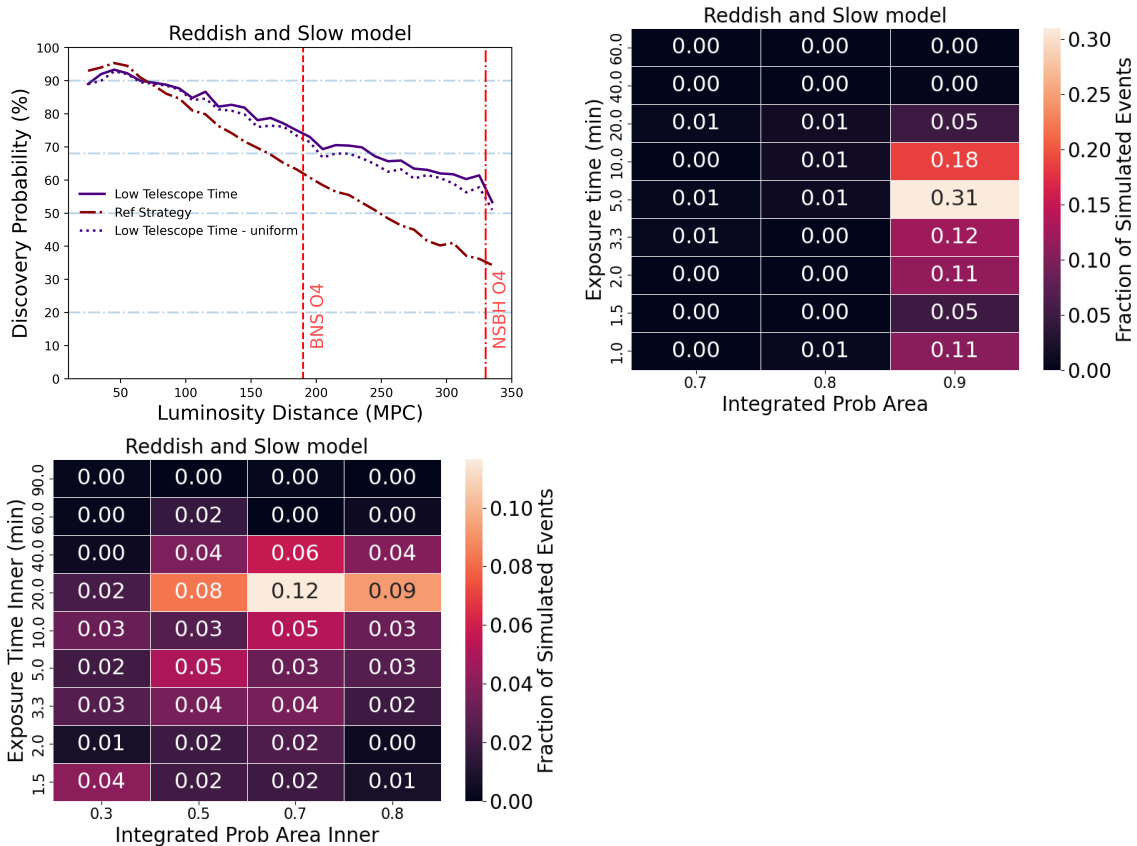 Reddish and Slow model
Discovery Probability (%)
100
90
80
70
60
50
40
30
20
10
0
Low Telescope Time
Ref Strategy
Low Telescope Time - uniform
BNS O4
NSBH O4
50 100 150 200 250 300 350
Luminosity Distance (MPC)
Reddish and Slow model
Exposure time (min)
60.0 0.00 0.00 0.00
40.0 0.00 0.00 0.00
20.0 0.01 0.01 0.05
10.0 0.00 0.01 0.18
5.0 0.01 0.01 0.31
3.3 0.01 0.00 0.12
2.0 0.00 0.00 0.11
1.5 0.00 0.00 0.05
1.0 0.00 0.01 0.11
0.7 0.8 0.9
Integrated Prob Area
0.30
0.25
0.20
0.15
0.10
0.05
0.00
Fraction of Simulated Events
Reddish and Slow model
Exposure Time Inner (min)
90.0 0.00 0.00 0.00 0.00
60.0 0.00 0.02 0.00 0.00
40.0 0.00 0.04 0.06 0.04
20.0 0.02 0.08 0.12 0.09
10.0 0.03 0.03 0.05 0.03
5.0 0.02 0.05 0.03 0.03
3.3 0.03 0.04 0.04 0.02
2.0 0.01 0.02 0.02 0.00
1.5 0.04 0.02 0.02 0.01
0.3 0.5 0.7 0.8
Integrated Prob Area Inner
0.10
0.08
0.06
0.04
0.02
0.00
Fraction of Simulated Events